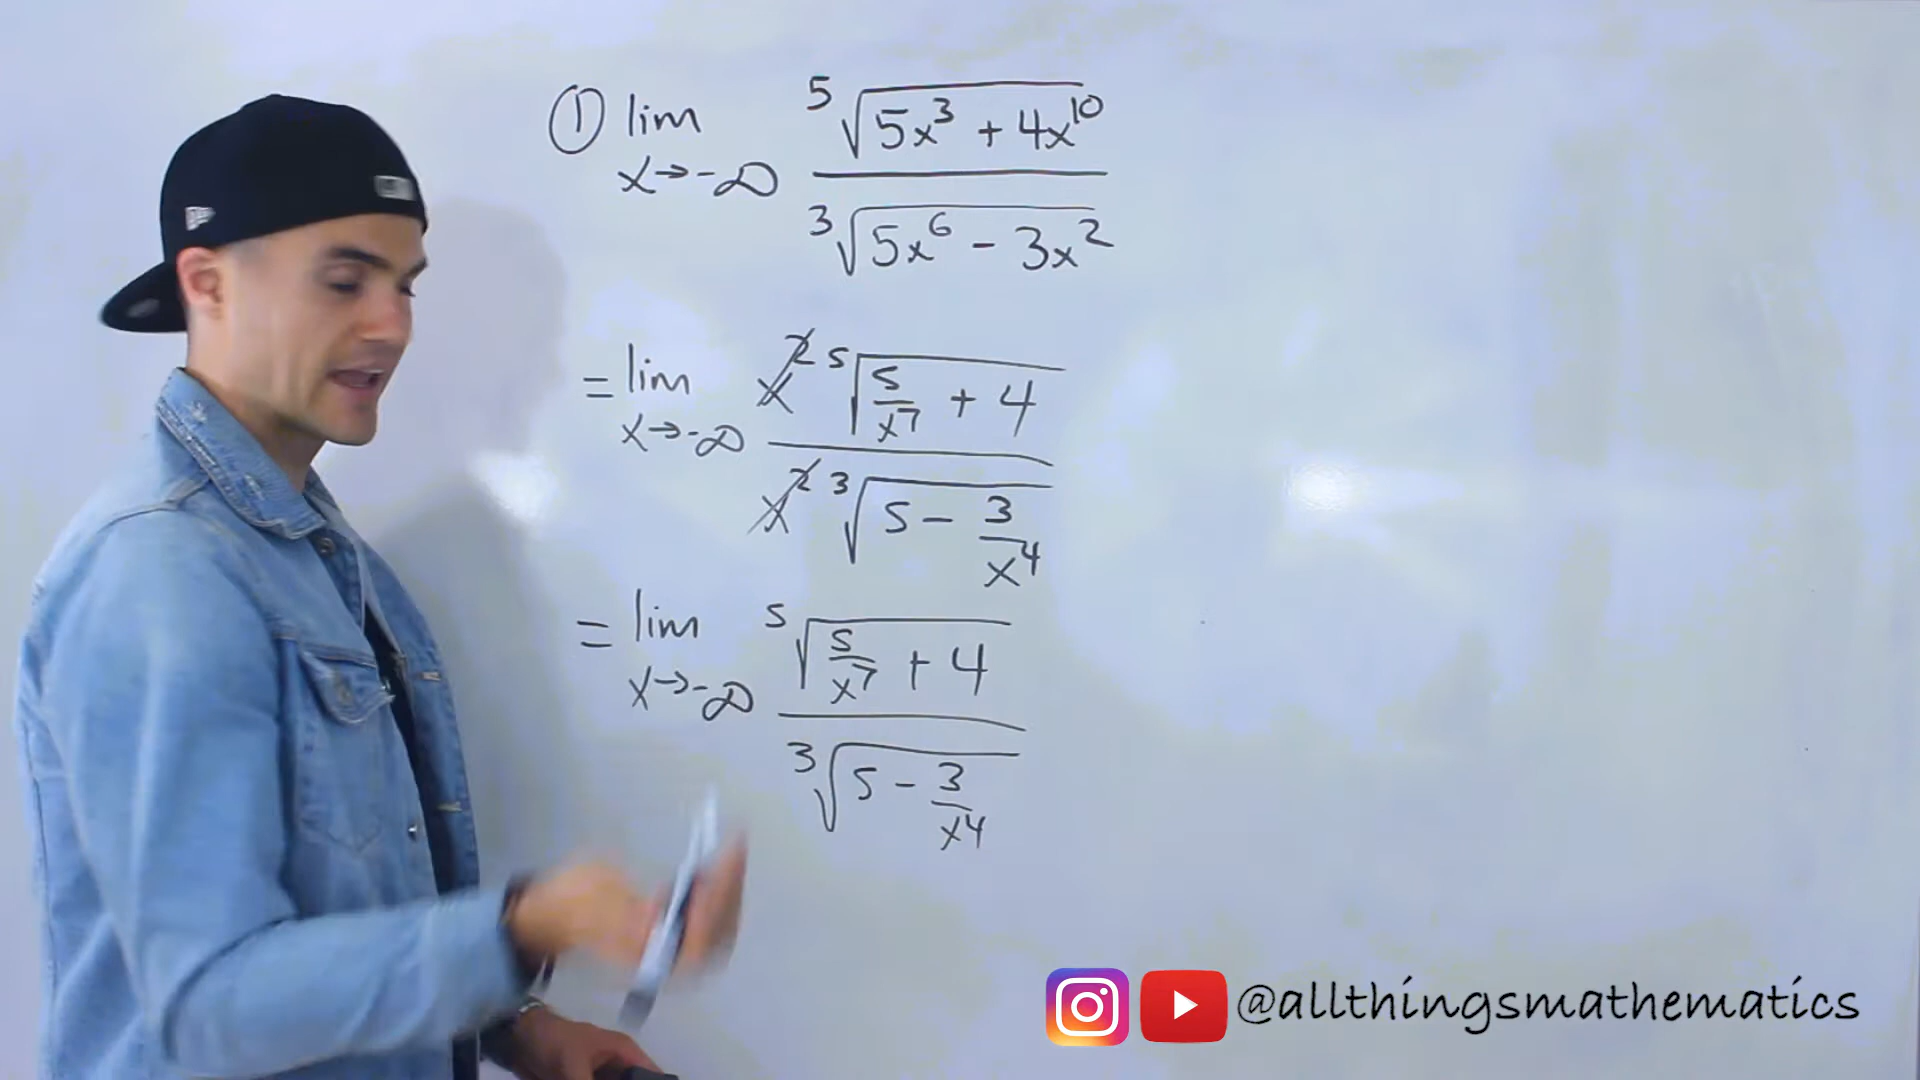 ① lim ⁵√(5x³ + 4x¹⁰)
x→-∞ ³√(5x⁶ - 3x²)
= lim x² ⁵√(5/x⁷ + 4)
x→-∞ x² ³√(5 - 3/x⁴)
= lim ⁵√(5/x⁷ + 4)
x→-∞ ³√(5 - 3/x⁴)
@allthingsmathematics